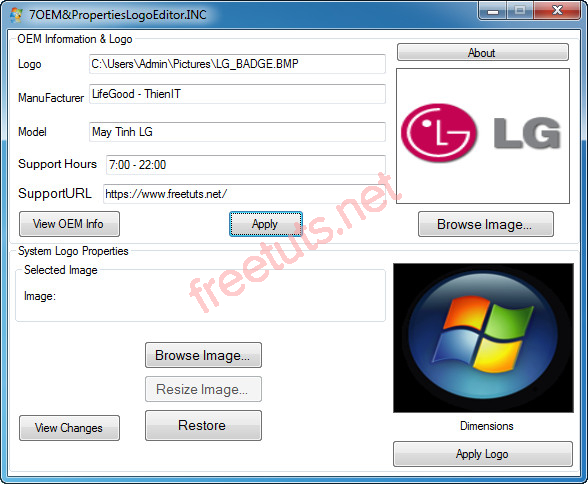 7OEM&PropertiesLogoEditor.INC
OEM Information & Logo
About
Logo C:\Users\Admin\Pictures\LG_BADGE.BMP
ManuFacturer LifeGood - ThienIT
LG LG
Model May Tinh LG
Support Hours 7:00 - 22:00
SupportURL https://www.freetuts.net/
View OEM Info Apply Browse Image...
freetuts.net
System Logo Properties
Selected Image
Image:
Browse Image...
Resize Image...
View Changes Restore Dimensions
Apply Logo